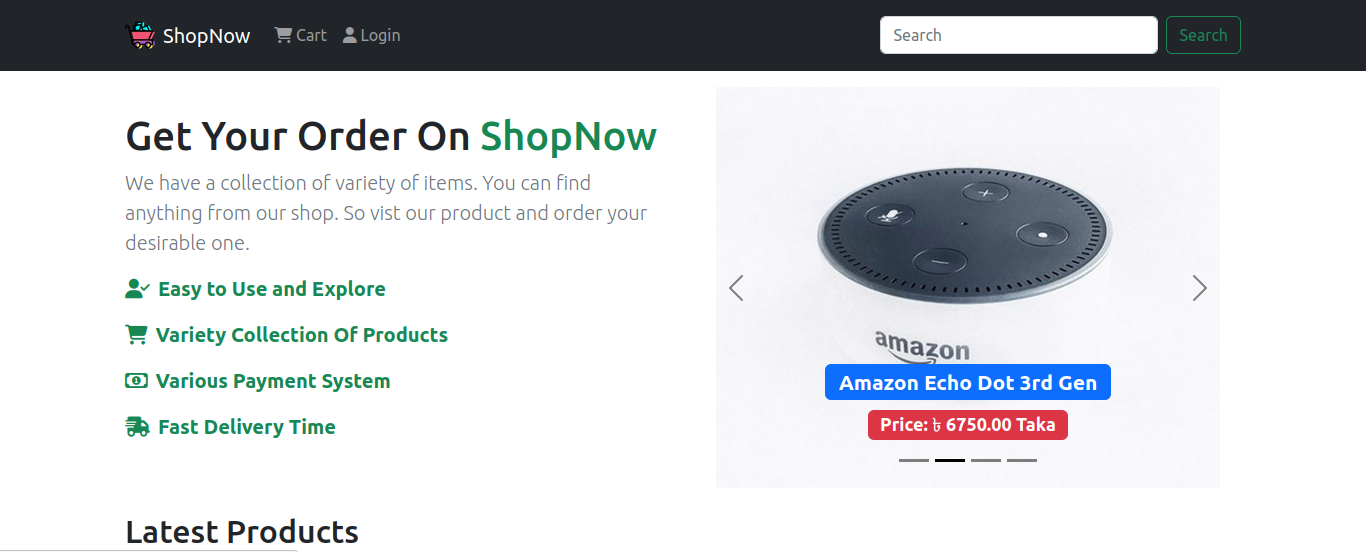 ShopNow Cart Login Search Search
Get Your Order On ShopNow
We have a collection of variety of items. You can find
anything from our shop. So vist our product and order your
desirable one.
Easy to Use and Explore
Variety Collection Of Products
Various Payment System
Fast Delivery Time
amazon
Amazon Echo Dot 3rd Gen
Price: ৳ 6750.00 Taka
Latest Products